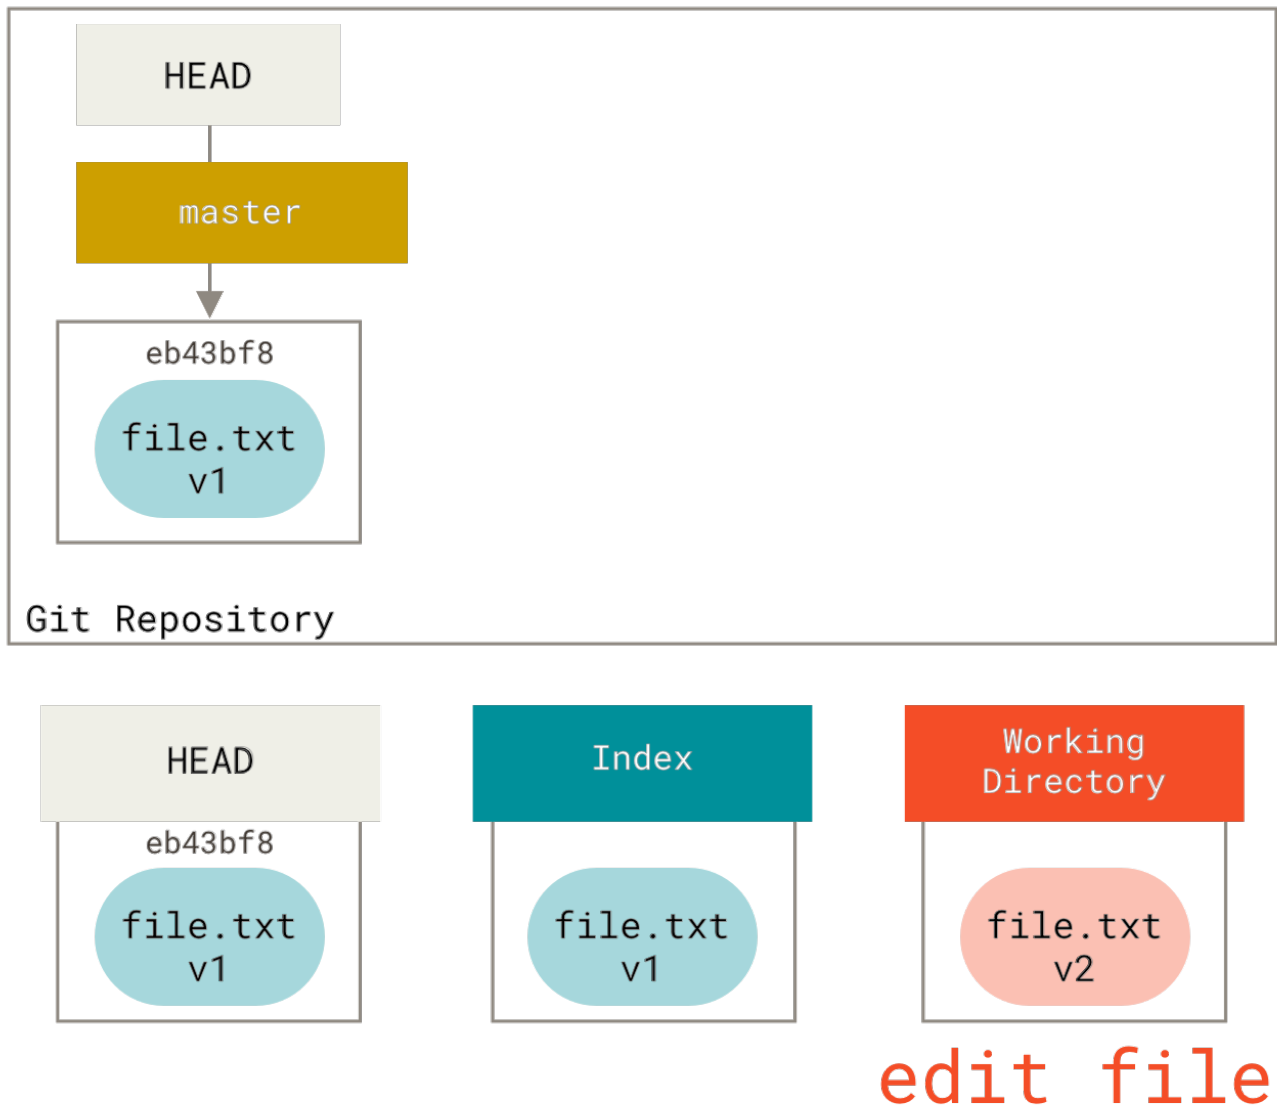 HEAD
master
eb43bf8
file.txt
v1
Git Repository
HEAD
Index
Working
Directory
eb43bf8
file.txt
v1
file.txt
v1
file.txt
v2
edit file